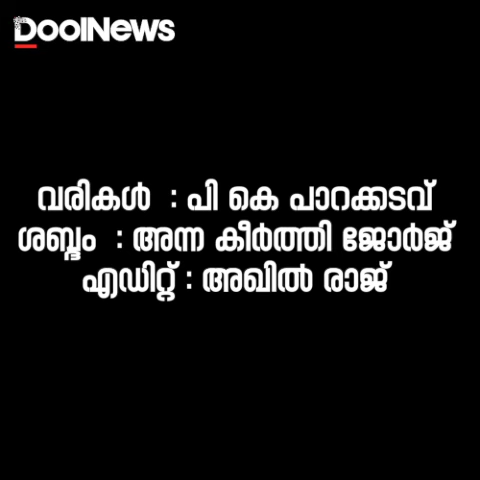 DoolNews
വരികൾ : പി കെ പാറക്കടവ്
ശബ്ദം : അന്ന കീർത്തി ജോർജ്
എഡിറ്റ് : അഖിൽ രാജ്